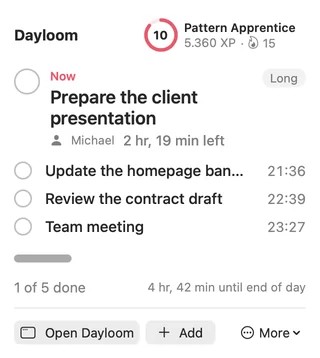 Dayloom
10
Pattern Apprentice
5.360 XP · 15
Now
Long
Prepare the client
presentation
Michael 2 hr, 19 min left
Update the homepage ban... 21:36
Review the contract draft 22:39
Team meeting 23:27
1 of 5 done 4 hr, 42 min until end of day
Open Dayloom + Add More